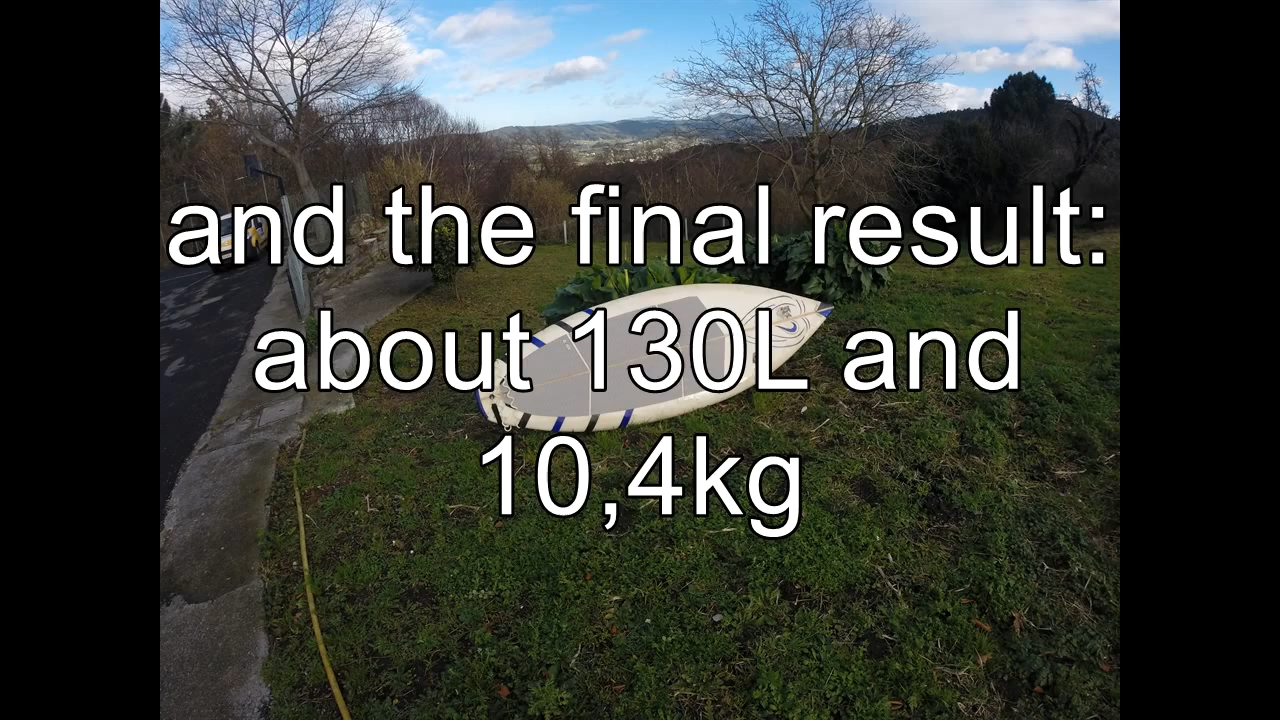 and the final result:
about 130L and
10,4kg